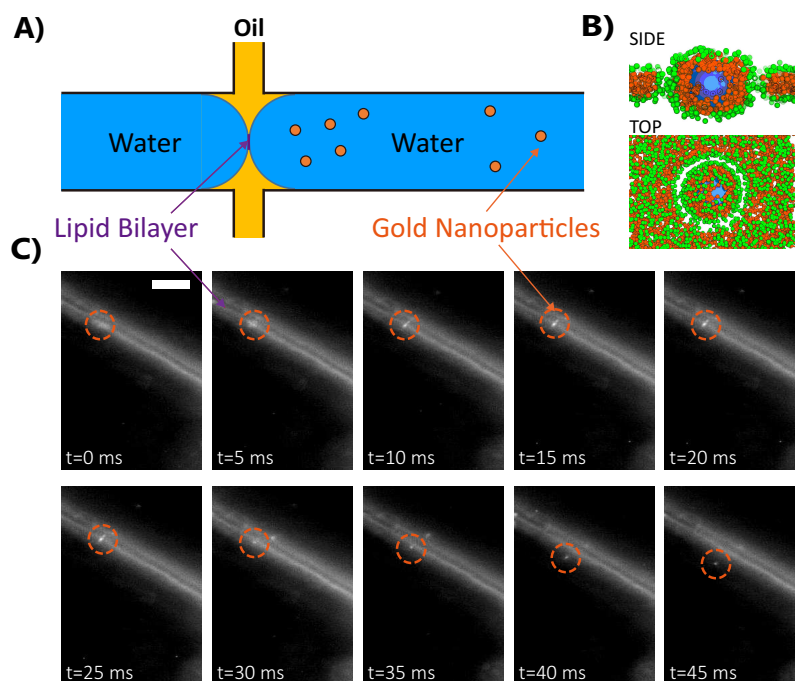 A)
Oil
Water
Water
Lipid Bilayer
Gold Nanoparticles
B)
SIDE
TOP
C)
t=0 ms
t=5 ms
t=10 ms
t=15 ms
t=20 ms
t=25 ms
t=30 ms
t=35 ms
t=40 ms
t=45 ms